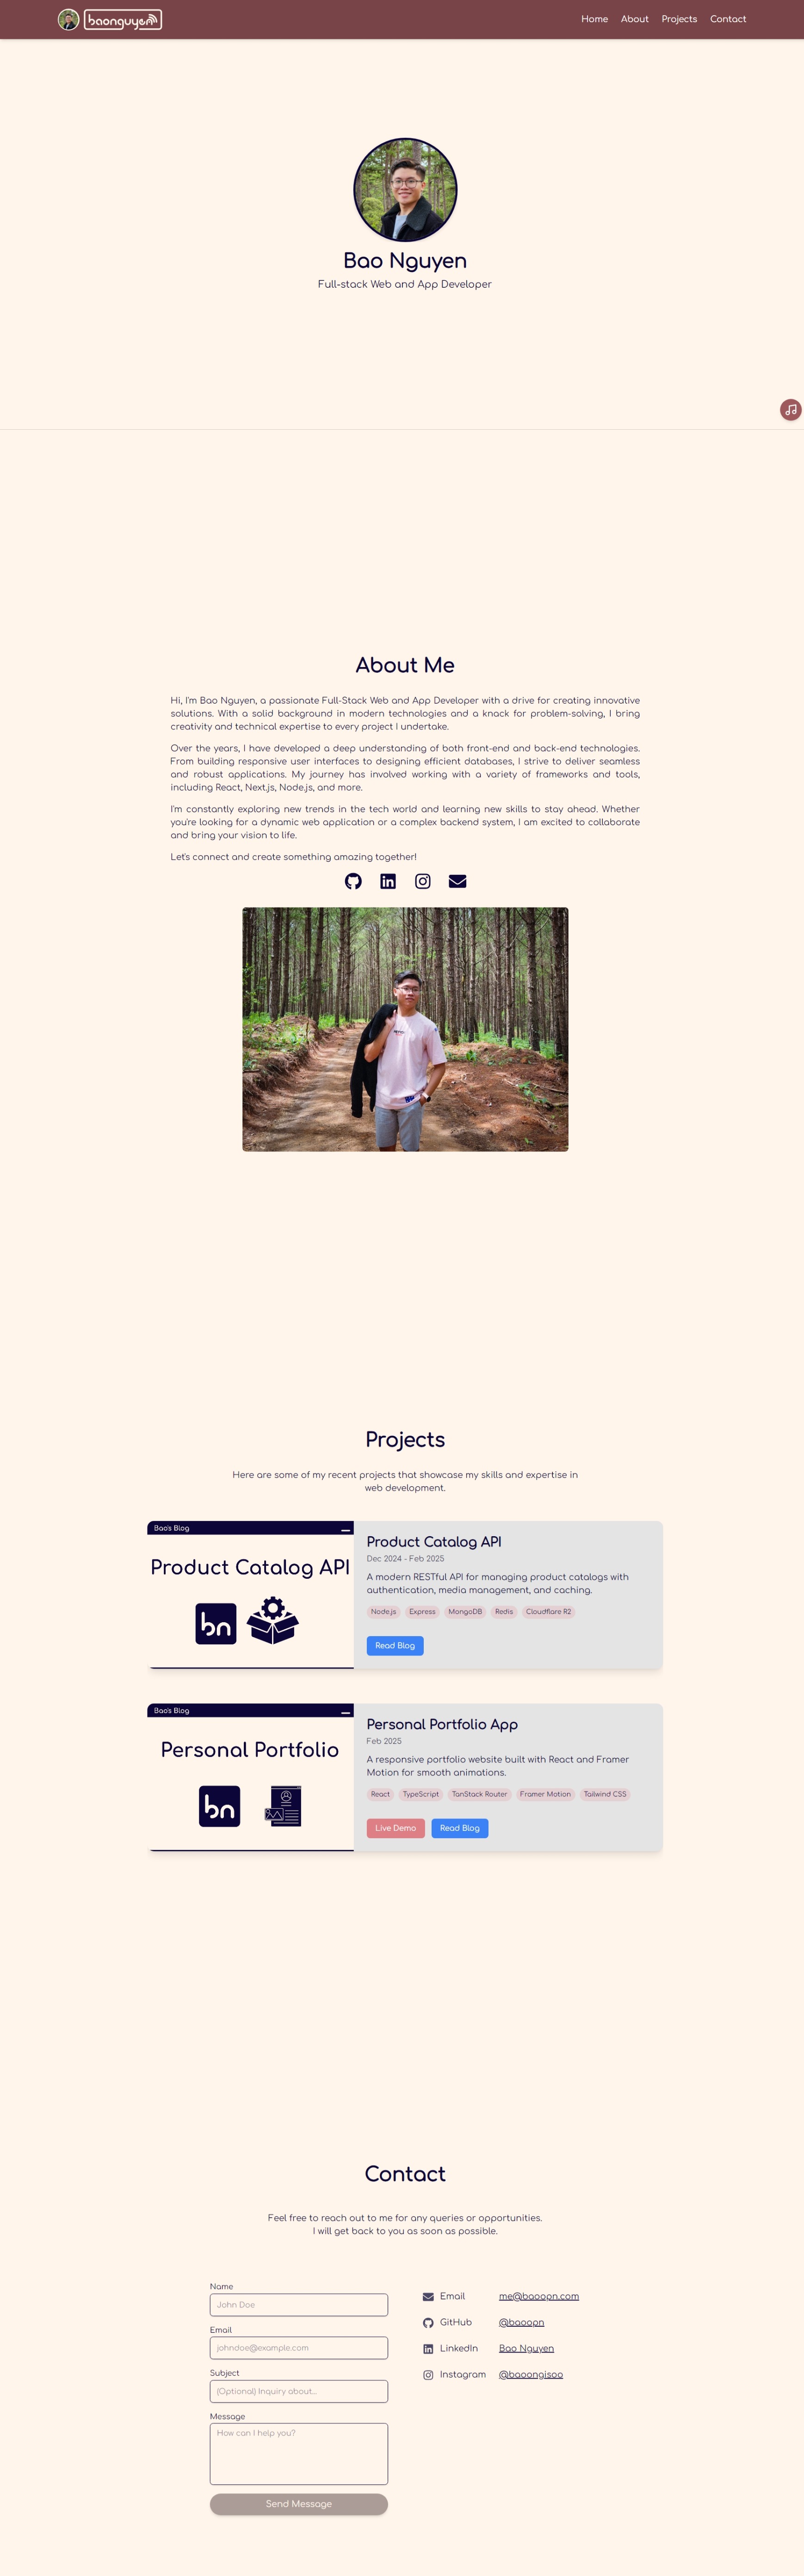 baonguyen
Home About Projects Contact
Bao Nguyen
Full-stack Web and App Developer
About Me
Hi, I'm Bao Nguyen, a passionate Full-Stack Web and App Developer with a drive for creating innovative
solutions. With a solid background in modern technologies and a knack for problem-solving, I bring
creativity and technical expertise to every project I undertake.
Over the years, I have developed a deep understanding of both front-end and back-end technologies.
From building responsive user interfaces to designing efficient databases, I strive to deliver seamless
and robust applications. My journey has involved working with a variety of frameworks and tools,
including React, Next.js, Node.js, and more.
I'm constantly exploring new trends in the tech world and learning new skills to stay ahead. Whether
you're looking for a dynamic web application or a complex backend system, I am excited to collaborate
and bring your vision to life.
Let's connect and create something amazing together!
Projects
Here are some of my recent projects that showcase my skills and expertise in
web development.
Bao's Blog
Product Catalog API
bn
Product Catalog API
Dec 2024 - Feb 2025
A modern RESTful API for managing product catalogs with
authentication, media management, and caching.
Node.js Express MongoDB Redis Cloudflare R2
Read Blog
Bao's Blog
Personal Portfolio
bn
Personal Portfolio App
Feb 2025
A responsive portfolio website built with React and Framer
Motion for smooth animations.
React TypeScript TanStack Router Framer Motion Tailwind CSS
Live Demo Read Blog
Contact
Feel free to reach out to me for any queries or opportunities.
I will get back to you as soon as possible.
Name
John Doe
Email
johndoe@example.com
Subject
(Optional) Inquiry about...
Message
How can I help you?
Send Message
Email me@baoopn.com
GitHub @baoopn
LinkedIn Bao Nguyen
Instagram @baoongisoo